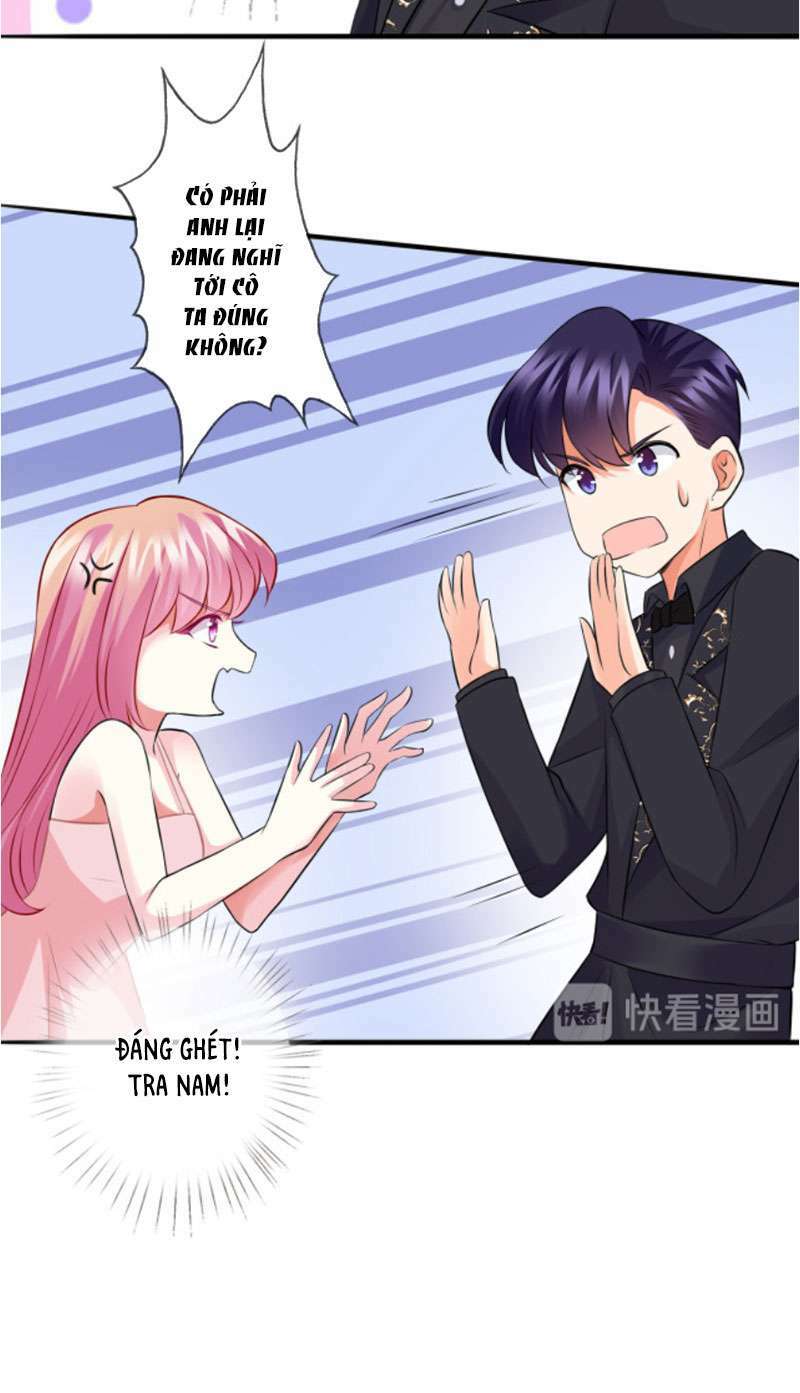 CÓ PHẢI
ANH LẠI
ĐANG NGHĨ
TỚI CÔ
TA ĐÚNG
KHÔNG?
快看! 快看漫画
ĐÁNG GHÉT!
TRA NAM!